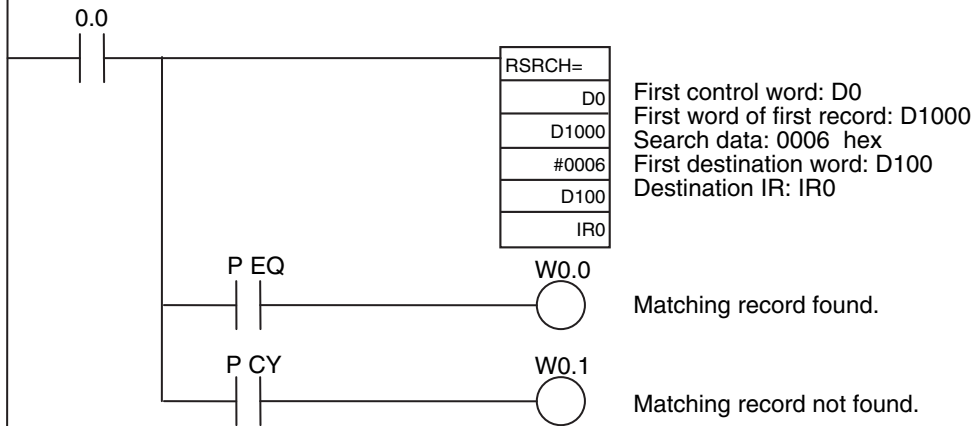 0.0
RSRCH=
D0
D1000
#0006
D100
IR0
First control word: D0
First word of first record: D1000
Search data: 0006 hex
First destination word: D100
Destination IR: IR0
P EQ
W0.0
Matching record found.
P CY
W0.1
Matching record not found.